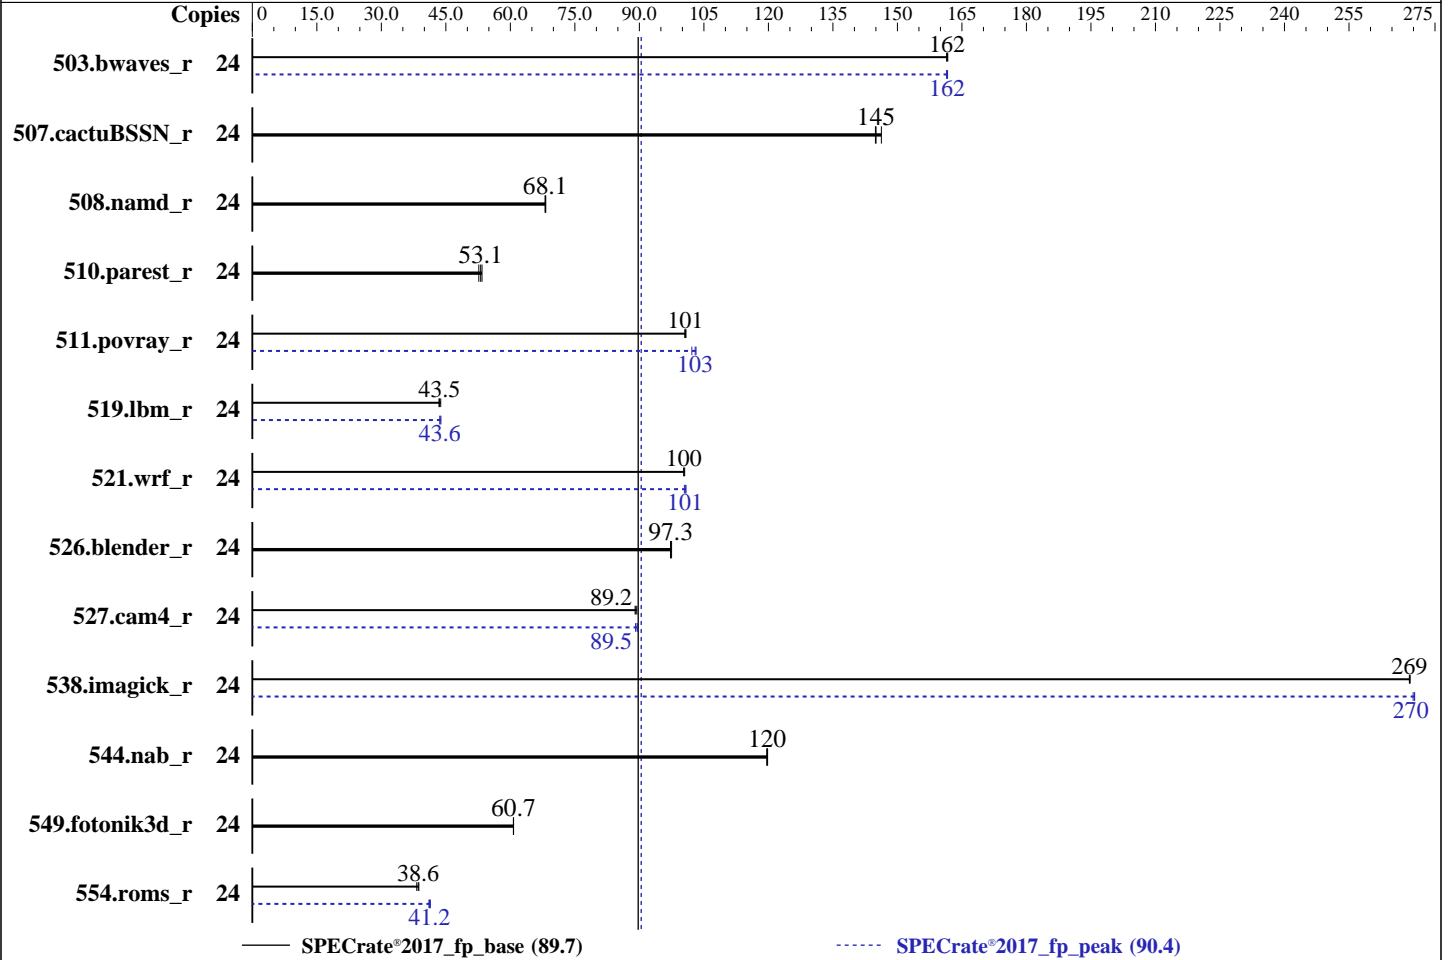 Copies 0 15.0 30.0 45.0 60.0 75.0 90.0 105 120 135 150 165 180 195 210 225 240 255 275
503.bwaves_r 24 162
162
507.cactuBSSN_r 24 145
508.namd_r 24 68.1
510.parest_r 24 53.1
511.povray_r 24 101
103
519.lbm_r 24 43.5
43.6
521.wrf_r 24 100
101
526.blender_r 24 97.3
527.cam4_r 24 89.2
89.5
538.imagick_r 24 269
270
544.nab_r 24 120
549.fotonik3d_r 24 60.7
554.roms_r 24 38.6
41.2
SPECrate®2017_fp_base (89.7) SPECrate®2017_fp_peak (90.4)